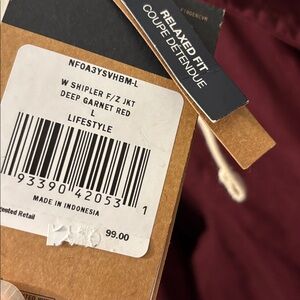 RELAXED FIT
COUPE DÉTENDUE
NF0A3YSVHBM-L
W SHIPLER F/Z JKT
DEEP GARNET RED
L
LIFESTYLE
93390 42053 1
MADE IN INDONESIA
Retail
99.00